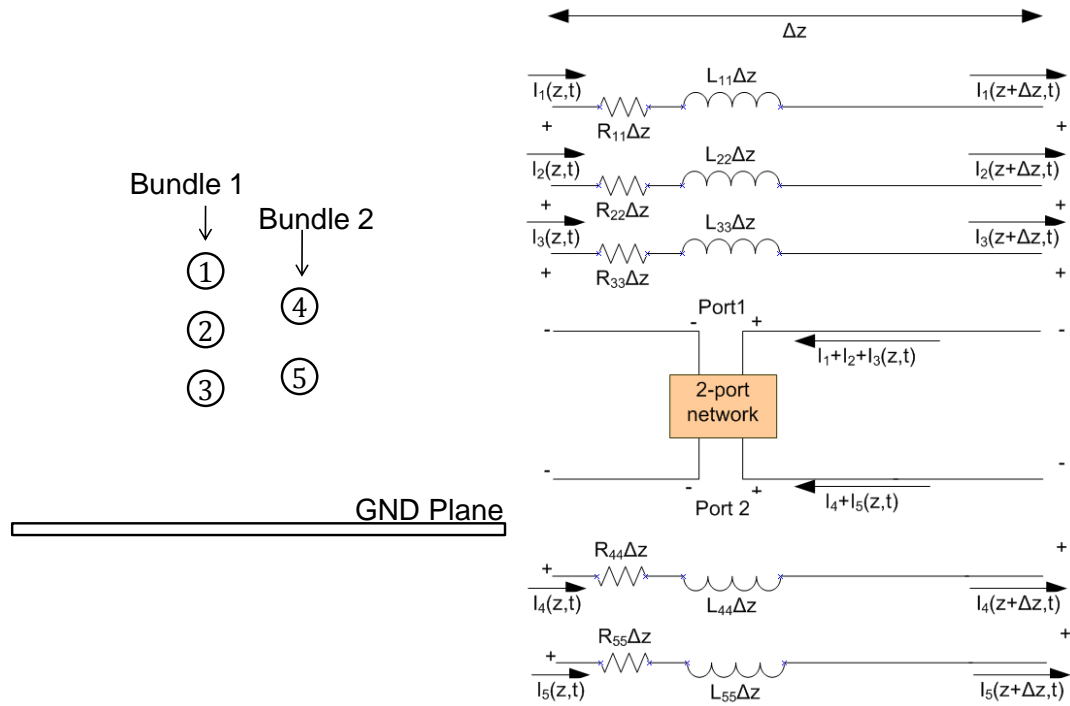 Bundle 1
Bundle 2
1
2
3
4
5
GND Plane
Δz
I₁(z,t)
L₁₁Δz
I₁(z+Δz,t)
+
R₁₁Δz
+
I₂(z,t)
L₂₂Δz
I₂(z+Δz,t)
+
R₂₂Δz
+
I₃(z,t)
L₃₃Δz
I₃(z+Δz,t)
+
R₃₃Δz
+
Port1
- - + -
I₁+I₂+I₃(z,t)
2-port
network
- -
- +
Port 2
I₄+I₅(z,t)
R₄₄Δz
+ +
I₄(z,t)
L₄₄Δz
I₄(z+Δz,t)
R₅₅Δz
+ +
I₅(z,t)
L₅₅Δz
I₅(z+Δz,t)